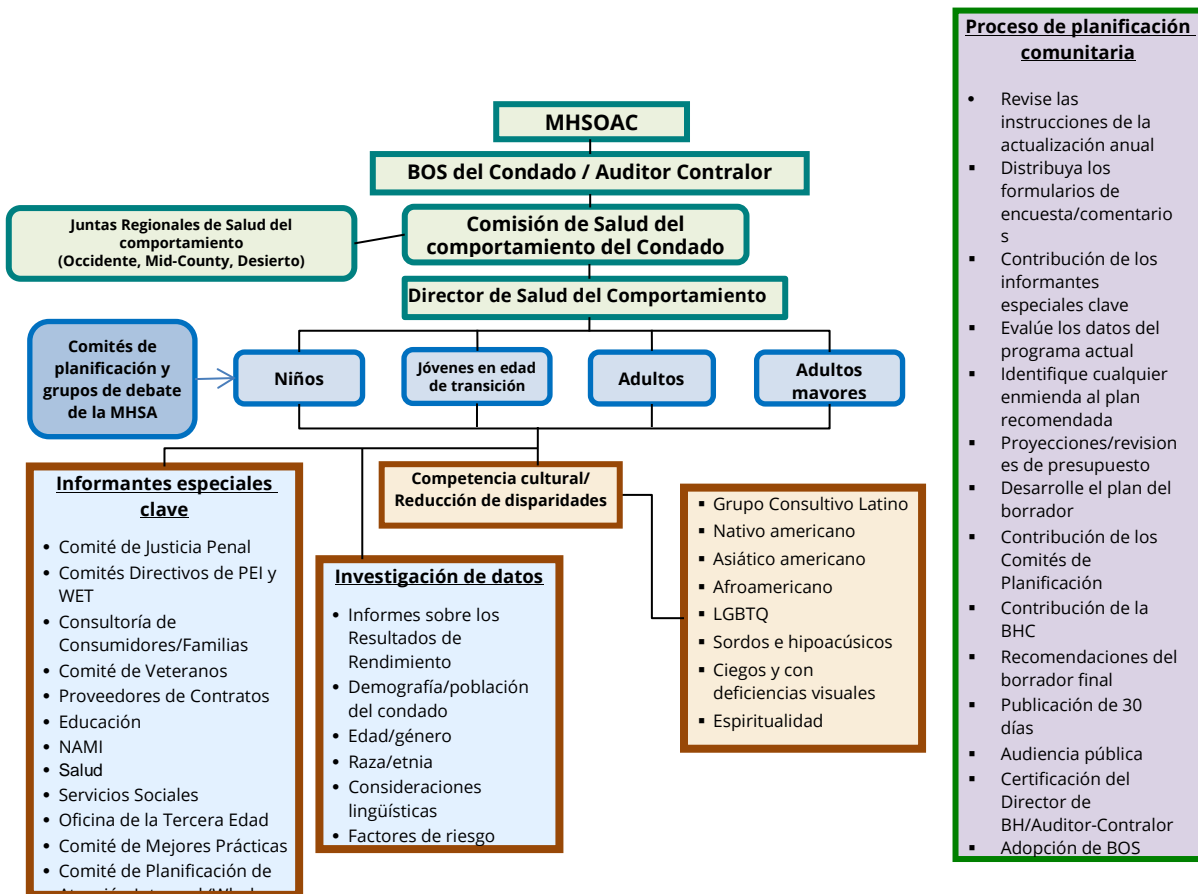 MHSOAC
BOS del Condado / Auditor Contralor
Juntas Regionales de Salud del
comportamiento
(Occidente, Mid-County, Desierto)
Comisión de Salud del
comportamiento del Condado
Director de Salud del Comportamiento
Comités de
planificación y
grupos de debate
de la MHSA
Niños
Jóvenes en edad
de transición
Adultos
Adultos
mayores
Informantes especiales
clave
• Comité de Justicia Penal
• Comités Directivos de PEI y
WET
• Consultoría de
Consumidores/Familias
• Comité de Veteranos
• Proveedores de Contratos
• Educación
• NAMI
• Salud
• Servicios Sociales
• Oficina de la Tercera Edad
• Comité de Mejores Prácticas
• Comité de Planificación de
Investigación de datos
• Informes sobre los
Resultados de
Rendimiento
• Demografía/población
del condado
• Edad/género
• Raza/etnia
• Consideraciones
lingüísticas
• Factores de riesgo
Competencia cultural/
Reducción de disparidades
▪ Grupo Consultivo Latino
▪ Nativo americano
▪ Asiático americano
▪ Afroamericano
▪ LGBTQ
▪ Sordos e hipoacúsicos
▪ Ciegos y con
deficiencias visuales
▪ Espiritualidad
Proceso de planificación
comunitaria
• Revise las
instrucciones de la
actualización anual
▪ Distribuya los
formularios de
encuesta/comentario
s
▪ Contribución de los
informantes
especiales clave
▪ Evalúe los datos del
programa actual
▪ Identifique cualquier
enmienda al plan
recomendada
▪ Proyecciones/revision
es de presupuesto
▪ Desarrolle el plan del
borrador
▪ Contribución de los
Comités de
Planificación
▪ Contribución de la
BHC
▪ Recomendaciones del
borrador final
▪ Publicación de 30
días
▪ Audiencia pública
▪ Certificación del
Director de
BH/Auditor-Contralor
▪ Adopción de BOS